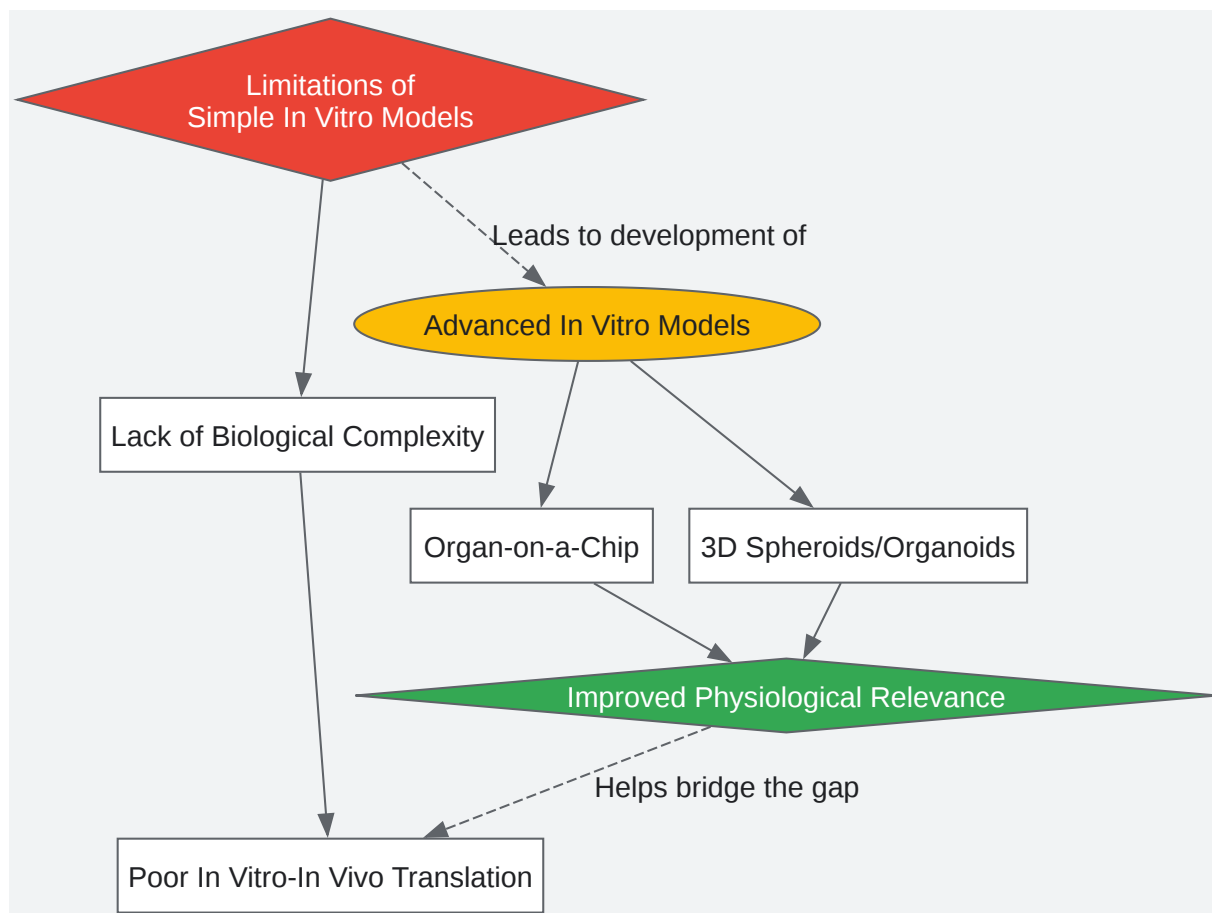 Limitations of
Simple In Vitro Models
Leads to development of
Advanced In Vitro Models
Lack of Biological Complexity
Organ-on-a-Chip
3D Spheroids/Organoids
Improved Physiological Relevance
Helps bridge the gap
Poor In Vitro-In Vivo Translation